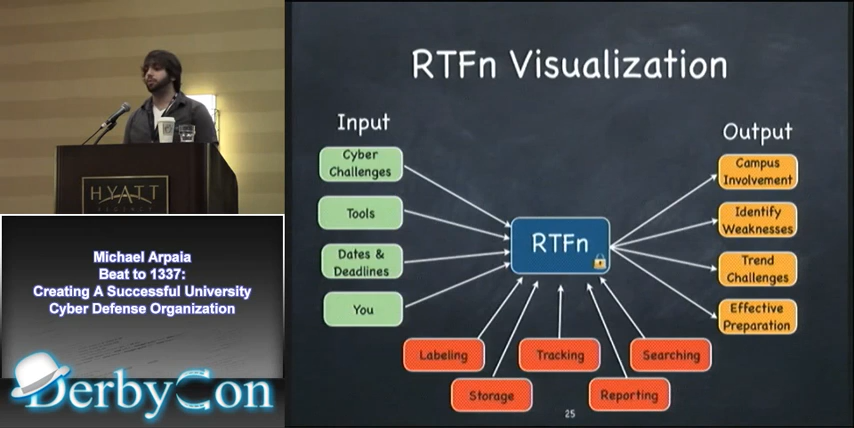 HYATT
Michael Arpaia
Beat to 1337:
Creating A Successful University
Cyber Defense Organization
DerbyCon
RTFn Visualization
Input
Output
Cyber
Challenges
Tools
Dates &
Deadlines
You
RTFn
Campus
Involvement
Identify
Weaknesses
Trend
Challenges
Effective
Preparation
Labeling
Tracking
Searching
Storage
Reporting
25